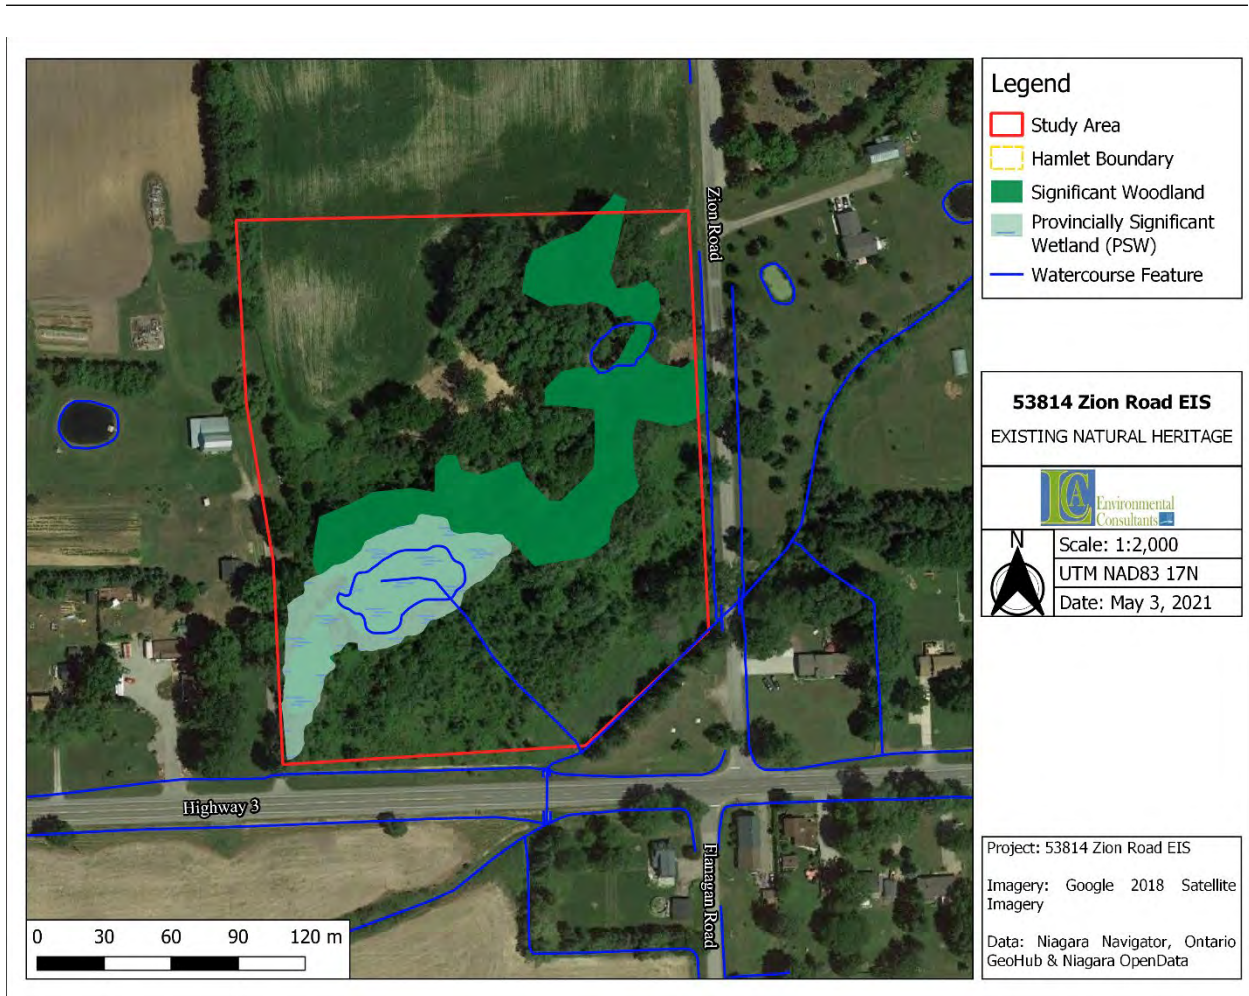 Legend
Study Area
Hamlet Boundary
Significant Woodland
Provincially Significant
Wetland (PSW)
Watercourse Feature
53814 Zion Road EIS
EXISTING NATURAL HERITAGE
LCA
Environmental
Consultants
N
Scale: 1:2,000
UTM NAD83 17N
Date: May 3, 2021
Project: 53814 Zion Road EIS
Imagery: Google 2018 Satellite
Imagery
Data: Niagara Navigator, Ontario
GeoHub & Niagara OpenData
Zion Road
Highway 3
Flanagan Road
0 30 60 90 120 m